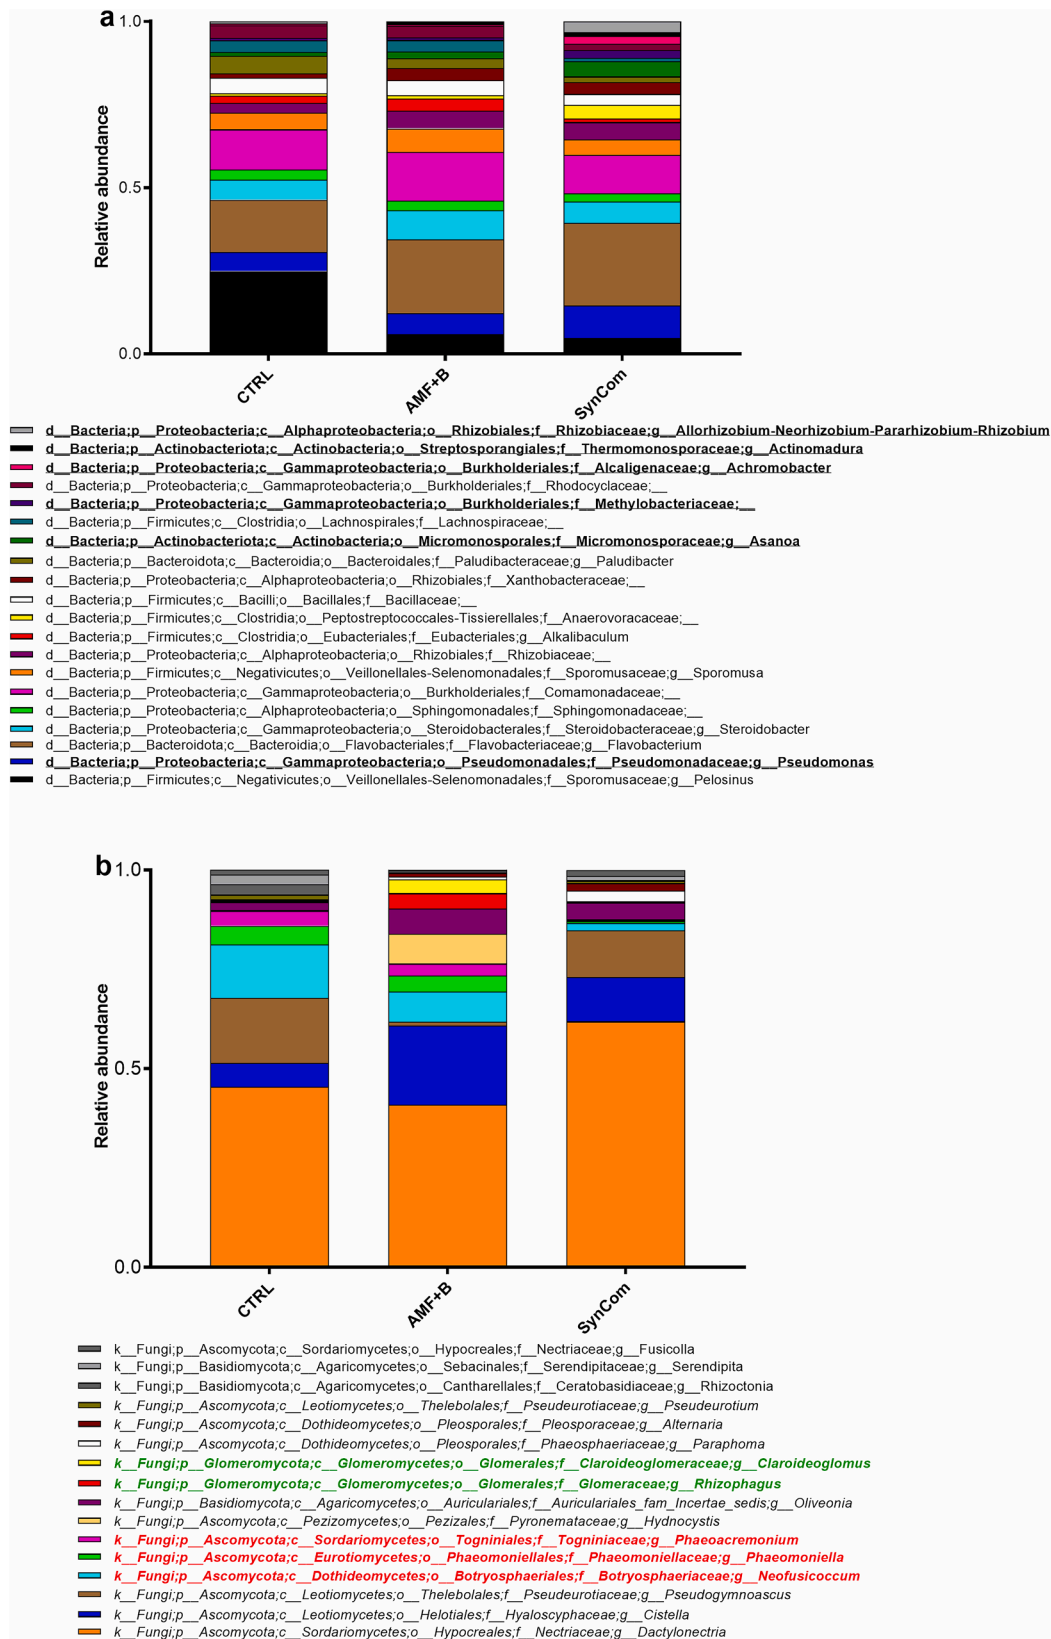 a
1.0
0.5
0.0
Relative abundance
CTRL
AMF+B
SynCom
d__Bacteria;p__Proteobacteria;c__Alphaproteobacteria;o__Rhizobiales;f__Rhizobiaceae;g__Allorhizobium-Neorhizobium-Pararhizobium-Rhizobium
d__Bacteria;p__Actinobacteriota;c__Actinobacteria;o__Streptosporangiales;f__Thermomonosporaceae;g__Actinomadura
d__Bacteria;p__Proteobacteria;c__Gammaproteobacteria;o__Burkholderiales;f__Alcaligenaceae;g__Achromobacter
d__Bacteria;p__Proteobacteria;c__Gammaproteobacteria;o__Burkholderiales;f__Rhodocyclaceae;__
d__Bacteria;p__Proteobacteria;c__Gammaproteobacteria;o__Burkholderiales;f__Methylobacteriaceae;__
d__Bacteria;p__Firmicutes;c__Clostridia;o__Lachnospirales;f__Lachnospiraceae;__
d__Bacteria;p__Actinobacteriota;c__Actinobacteria;o__Micromonosporales;f__Micromonosporaceae;g__Asanoa
d__Bacteria;p__Bacteroidota;c__Bacteroidia;o__Bacteroidales;f__Paludibacteraceae;g__Paludibacter
d__Bacteria;p__Proteobacteria;c__Alphaproteobacteria;o__Rhizobiales;f__Xanthobacteraceae;__
d__Bacteria;p__Firmicutes;c__Bacilli;o__Bacillales;f__Bacillaceae;__
d__Bacteria;p__Firmicutes;c__Clostridia;o__Peptostreptococcales-Tissierellales;f__Anaerovoracaceae;__
d__Bacteria;p__Firmicutes;c__Clostridia;o__Eubacteriales;f__Eubacteriales;g__Alkalibaculum
d__Bacteria;p__Proteobacteria;c__Alphaproteobacteria;o__Rhizobiales;f__Rhizobiaceae;__
d__Bacteria;p__Firmicutes;c__Negativicutes;o__Veillonellales-Selenomonadales;f__Sporomusaceae;g__Sporomusa
d__Bacteria;p__Proteobacteria;c__Gammaproteobacteria;o__Burkholderiales;f__Comamonadaceae;__
d__Bacteria;p__Proteobacteria;c__Alphaproteobacteria;o__Sphingomonadales;f__Sphingomonadaceae;__
d__Bacteria;p__Proteobacteria;c__Gammaproteobacteria;o__Steroidobacterales;f__Steroidobacteraceae;g__Steroidobacter
d__Bacteria;p__Bacteroidota;c__Bacteroidia;o__Flavobacteriales;f__Flavobacteriaceae;g__Flavobacterium
d__Bacteria;p__Proteobacteria;c__Gammaproteobacteria;o__Pseudomonadales;f__Pseudomonadaceae;g__Pseudomonas
d__Bacteria;p__Firmicutes;c__Negativicutes;o__Veillonellales-Selenomonadales;f__Sporomusaceae;g__Pelosinus
b
1.0
0.5
0.0
Relative abundance
CTRL
AMF+B
SynCom
k__Fungi;p__Ascomycota;c__Sordariomycetes;o__Hypocreales;f__Nectriaceae;g__Fusicolla
k__Fungi;p__Basidiomycota;c__Agaricomycetes;o__Sebacinales;f__Serendipitaceae;g__Serendipita
k__Fungi;p__Basidiomycota;c__Agaricomycetes;o__Cantharellales;f__Ceratobasidiaceae;g__Rhizoctonia
k__Fungi;p__Ascomycota;c__Leotiomycetes;o__Thelebolales;f__Pseudeurotiaceae;g__Pseudeurotium
k__Fungi;p__Ascomycota;c__Dothideomycetes;o__Pleosporales;f__Pleosporaceae;g__Alternaria
k__Fungi;p__Ascomycota;c__Dothideomycetes;o__Pleosporales;f__Phaeosphaeriaceae;g__Paraphoma
k__Fungi;p__Glomeromycota;c__Glomeromycetes;o__Glomerales;f__Claroideoglomeraceae;g__Claroideoglomus
k__Fungi;p__Glomeromycota;c__Glomeromycetes;o__Glomerales;f__Glomeraceae;g__Rhizophagus
k__Fungi;p__Basidiomycota;c__Agaricomycetes;o__Auriculariales;f__Auriculariales_fam_Incertae_sedis;g__Oliveonia
k__Fungi;p__Ascomycota;c__Pezizomycetes;o__Pezizales;f__Pyronemataceae;g__Hydnocystis
k__Fungi;p__Ascomycota;c__Sordariomycetes;o__Togniniales;f__Togniniaceae;g__Phaeoacremonium
k__Fungi;p__Ascomycota;c__Eurotiomycetes;o__Phaeomoniellales;f__Phaeomoniellaceae;g__Phaeomoniella
k__Fungi;p__Ascomycota;c__Dothideomycetes;o__Botryosphaeriales;f__Botryosphaeriaceae;g__Neofusicoccum
k__Fungi;p__Ascomycota;c__Leotiomycetes;o__Thelebolales;f__Pseudeurotiaceae;g__Pseudogymnoascus
k__Fungi;p__Ascomycota;c__Leotiomycetes;o__Helotiales;f__Hyaloscyphaceae;g__Cistella
k__Fungi;p__Ascomycota;c__Sordariomycetes;o__Hypocreales;f__Nectriaceae;g__Dactylonectria